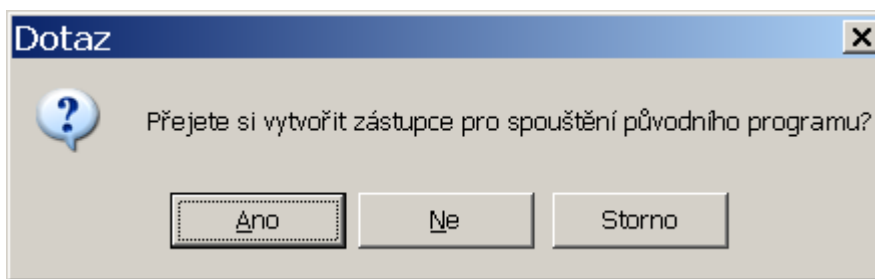 Dotaz
Přejete si vytvořit zástupce pro spouštění původního programu?
Ano Ne Storno